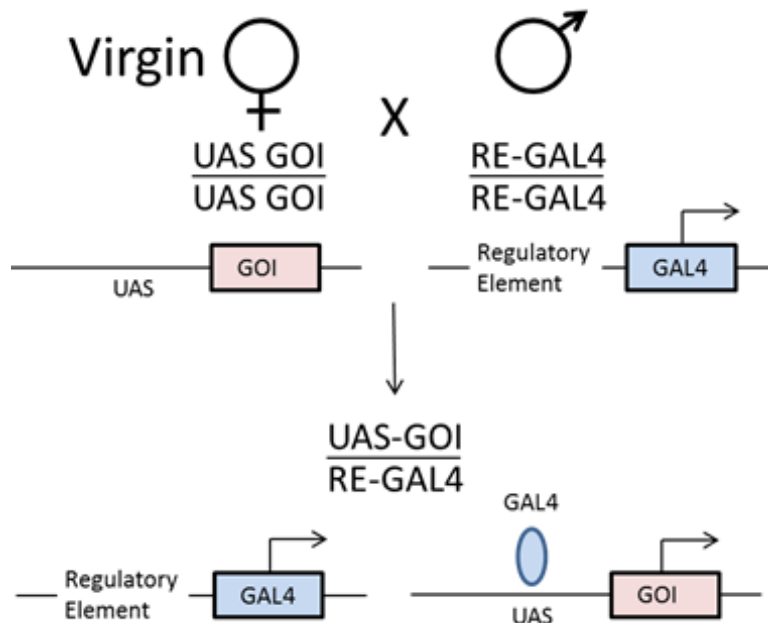 Virgin
X
UAS GOI
UAS GOI
RE-GAL4
RE-GAL4
UAS
GOI
Regulatory
Element
GAL4
UAS-GOI
RE-GAL4
Regulatory
Element
GAL4
GAL4
UAS
GOI